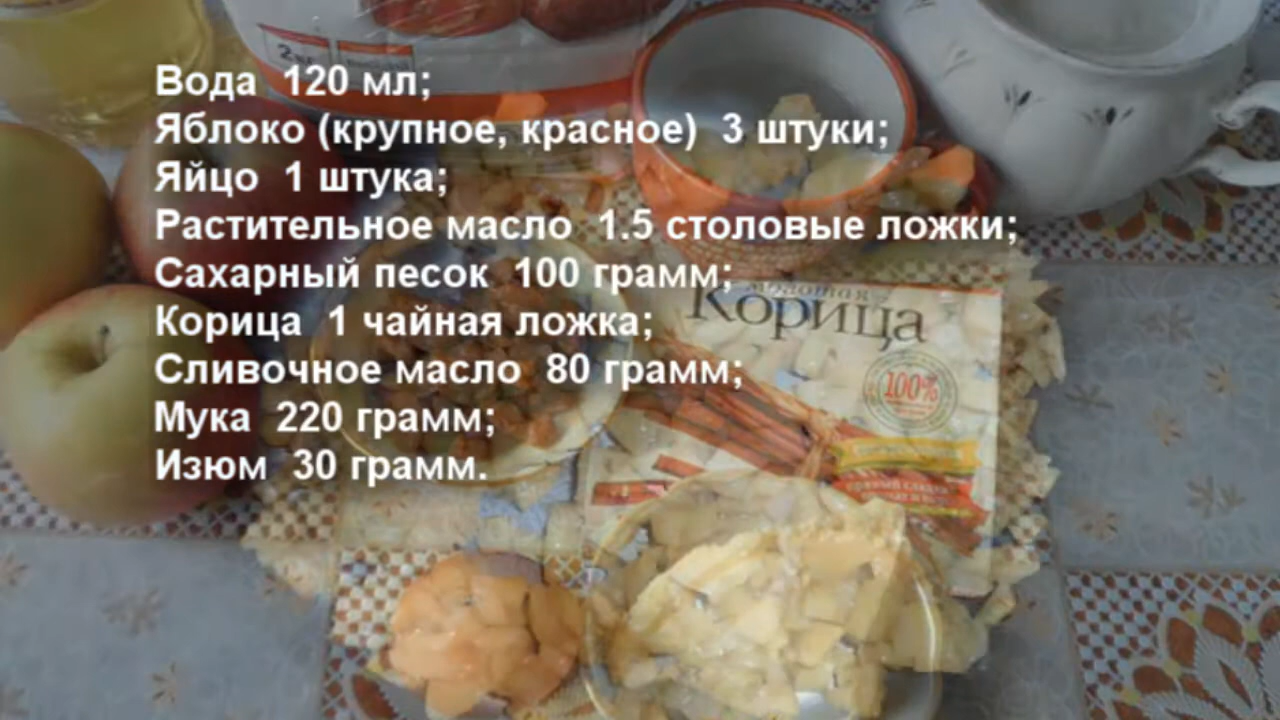 Вода 120 мл;
Яблоко (крупное, красное) 3 штуки;
Яйцо 1 штука;
Растительное масло 1.5 столовые ложки;
Сахарный песок 100 грамм;
Корица 1 чайная ложка;
Сливочное масло 80 грамм;
Мука 220 грамм;
Изюм 30 грамм.
молотая
Корица
100%